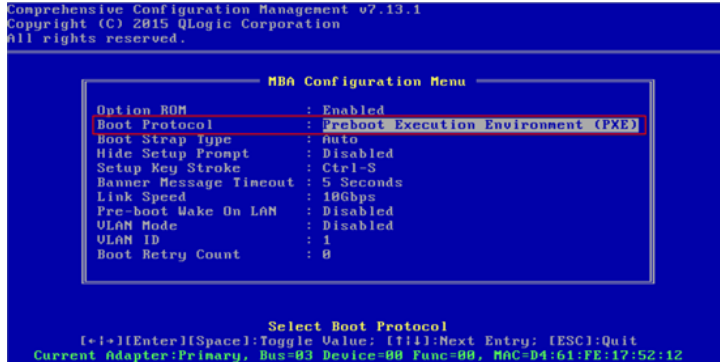 Comprehensive Configuration Management v7.13.1
Copyright (C) 2015 QLogic Corporation
All rights reserved.
MBA Configuration Menu
Option ROM : Enabled
Boot Protocol : Preboot Execution Environment (PXE)
Boot Strap Type : Auto
Hide Setup Prompt : Disabled
Setup Key Stroke : Ctrl-S
Banner Message Timeout : 5 Seconds
Link Speed : 10Gbps
Pre-boot Wake On LAN : Disabled
VLAN Mode : Disabled
VLAN ID : 1
Boot Retry Count : 0
Select Boot Protocol
[←|→][Enter][Space]:Toggle Value; [↑|↓]:Next Entry; [ESC]:Quit
Current Adapter:Primary, Bus=03 Device=00 Func=00, MAC=D4:61:FE:17:52:12